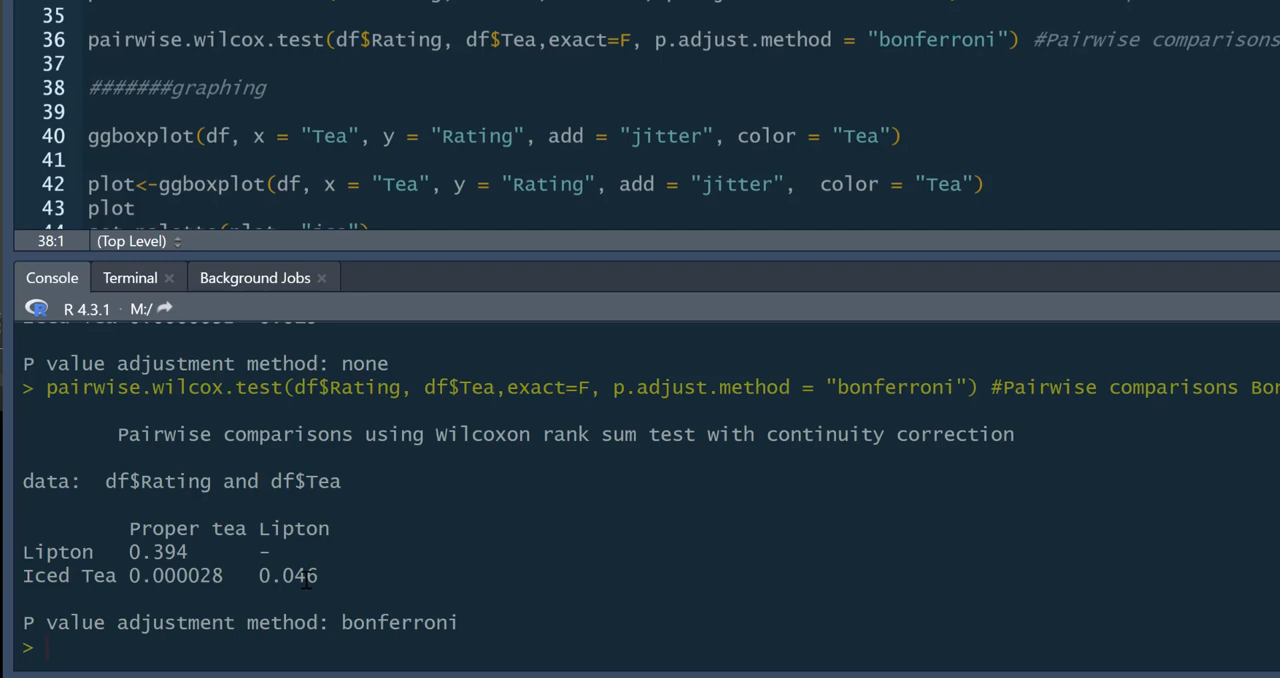 35
36 pairwise.wilcox.test(df$Rating, df$Tea,exact=F, p.adjust.method = "bonferroni") #Pairwise comparisons
37
38 #######graphing
39
40 ggboxplot(df, x = "Tea", y = "Rating", add = "jitter", color = "Tea")
41
42 plot<-ggboxplot(df, x = "Tea", y = "Rating", add = "jitter",  color = "Tea")
43 plot
38:1 (Top Level)
Console Terminal × Background Jobs ×
R 4.3.1 · M:/
P value adjustment method: none
> pairwise.wilcox.test(df$Rating, df$Tea,exact=F, p.adjust.method = "bonferroni") #Pairwise comparisons Bon
Pairwise comparisons using Wilcoxon rank sum test with continuity correction
data:  df$Rating and df$Tea
Proper tea Lipton
Lipton   0.394      -
Iced Tea 0.000028   0.046
P value adjustment method: bonferroni
>